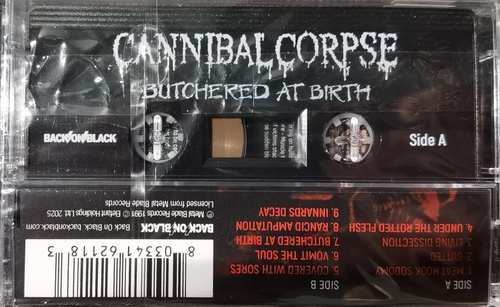 CANNIBAL CORPSE
BUTCHERED AT BIRTH
BACK ON BLACK
Side A
SIDE A
1. MEAT HOOK SODOMY
2. GUTTED
3. LIVING DISSECTION
4. UNDER THE ROTTED FLESH
SIDE B
5. COVERED WITH SORES
6. VOMIT THE SOUL
7. BUTCHERED AT BIRTH
8. RANCID AMPUTATION
9. INNARDS DECAY
BACK ON BLACK
Back On Black, backonblack.com
℗ Metal Blade Records 1991 © Defiant Holdings Ltd. 2025
Licensed from Metal Blade Records
8 03341 62118 3